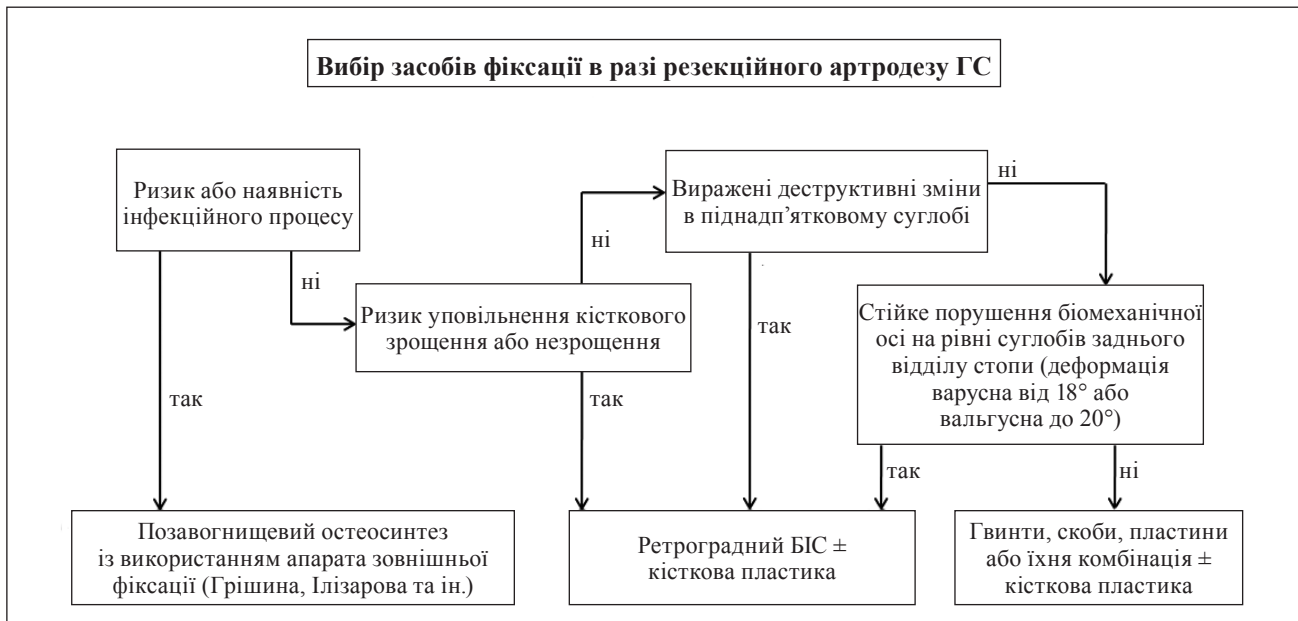 Вибір засобів фіксації в разі резекційного артродезу ГС
Ризик або наявність
інфекційного процесу
ні
так
Ризик уповільнення кісткового
зрощення або незрощення
ні
так
Виражені деструктивні зміни
в піднадп'ятковому суглобі
ні
так
Стійке порушення біомеханічної
осі на рівні суглобів заднього
відділу стопи (деформація
варусна від 18° або
вальгусна до 20°)
так
ні
Позавогнищевий остеосинтез
із використанням апарата зовнішньої
фіксації (Грішина, Ілізарова та ін.)
Ретроградний БІС ±
кісткова пластика
Гвинти, скоби, пластини
або їхня комбінація ±
кісткова пластика